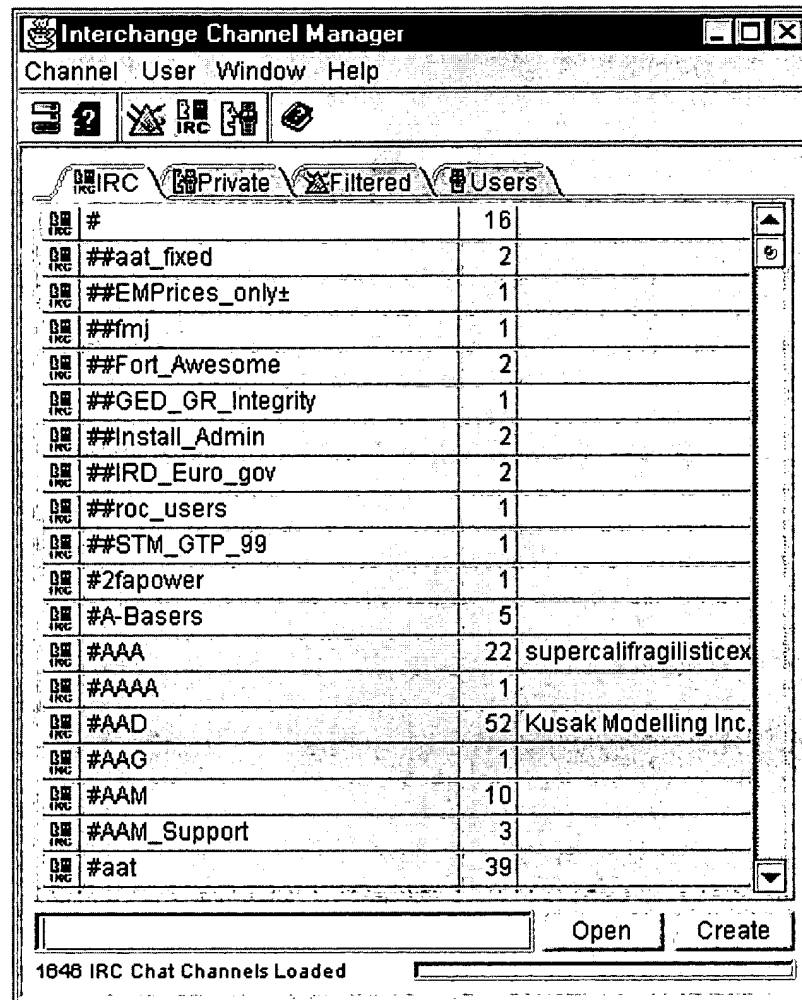 Interchange Channel Manager
Channel User Window Help
IRC
IRC Private Filtered Users
# 16
##aat_fixed 2
##EMPrices_only± 1
##fmj 1
##Fort_Awesome 2
##GED_GR_Integrity 1
##Install_Admin 2
##IRD_Euro_gov 2
##roc_users 1
##STM_GTP_99 1
#2fapower 1
#A-Basers 5
#AAA 22 supercalifragilisticex
#AAAA 1
#AAD 52 Kusak Modelling Inc.
#AAG 1
#AAM 10
#AAM_Support 3
#aat 39
Open Create
1646 IRC Chat Channels Loaded